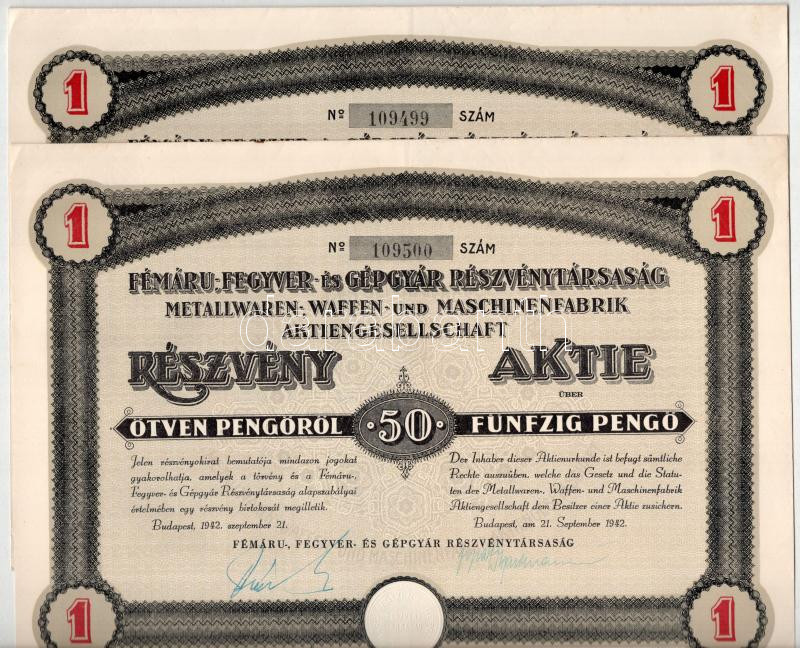 1 1
Nº 109499 SZÁM
1 1
Nº 109500 SZÁM
FÉMÁRU-, FEGYVER- ÉS GÉPGYÁR RÉSZVÉNYTÁRSASÁG
METALLWAREN-, WAFFEN- UND MASCHINENFABRIK
AKTIENGESELLSCHAFT
RÉSZVÉNY AKTIE
ÜBER
ÖTVEN PENGŐRŐL 50 FÜNFZIG PENGŐ
Jelen részvényokirat bemutatója mindazon jogokat
gyakorolhatja, amelyek a törvény és a Fémáru-,
Fegyver- és Gépgyár Részvénytársaság alapszabályai
értelmében egy részvény birtokosát megilletik.
Budapest, 1942. szeptember 21.
Der Inhaber dieser Aktienurkunde ist befugt sämtliche
Rechte auszuüben, welche das Gesetz und die Statu-
ten der Metallwaren-, Waffen- und Maschinenfabrik
Aktiengesellschaft dem Besitzer einer Aktie zusichern.
Budapest, am 21. September 1942.
FÉMÁRU-, FEGYVER- ÉS GÉPGYÁR RÉSZVÉNYTÁRSASÁG
1 1